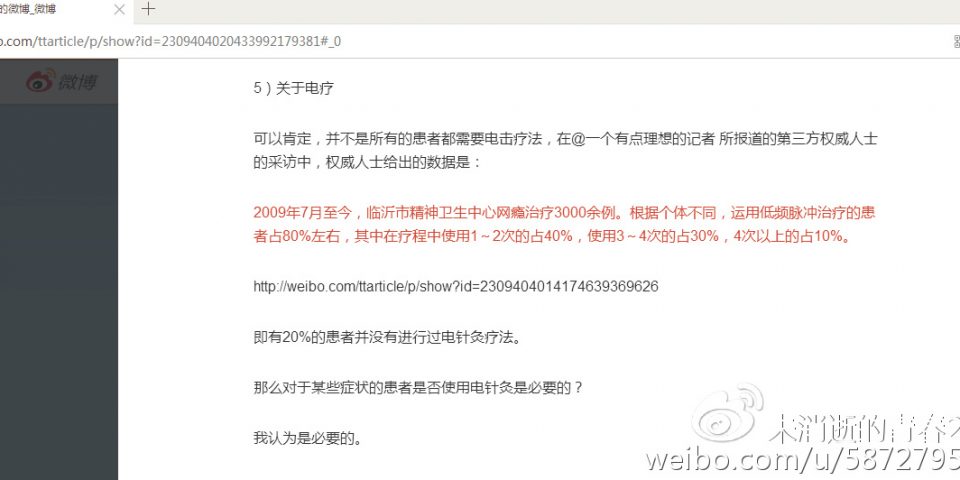 的微博_微博
o.com/ttarticle/p/show?id=2309404020433992179381#_0
微博
5）关于电疗
可以肯定，并不是所有的患者都需要电击疗法，在@一个有点理想的记者 所报道的第三方权威人士
的采访中，权威人士给出的数据是：
2009年7月至今，临沂市精神卫生中心网瘾治疗3000余例。根据个体不同，运用低频脉冲治疗的患
者占80%左右，其中在疗程中使用1～2次的占40%，使用3～4次的占30%，4次以上的占10%。
http://weibo.com/ttarticle/p/show?id=2309404014174639369626
即有20%的患者并没有进行过电针灸疗法。
那么对于某些症状的患者是否使用电针灸是必要的？
我认为是必要的。
未消逝的青春
weibo.com/u/5872795